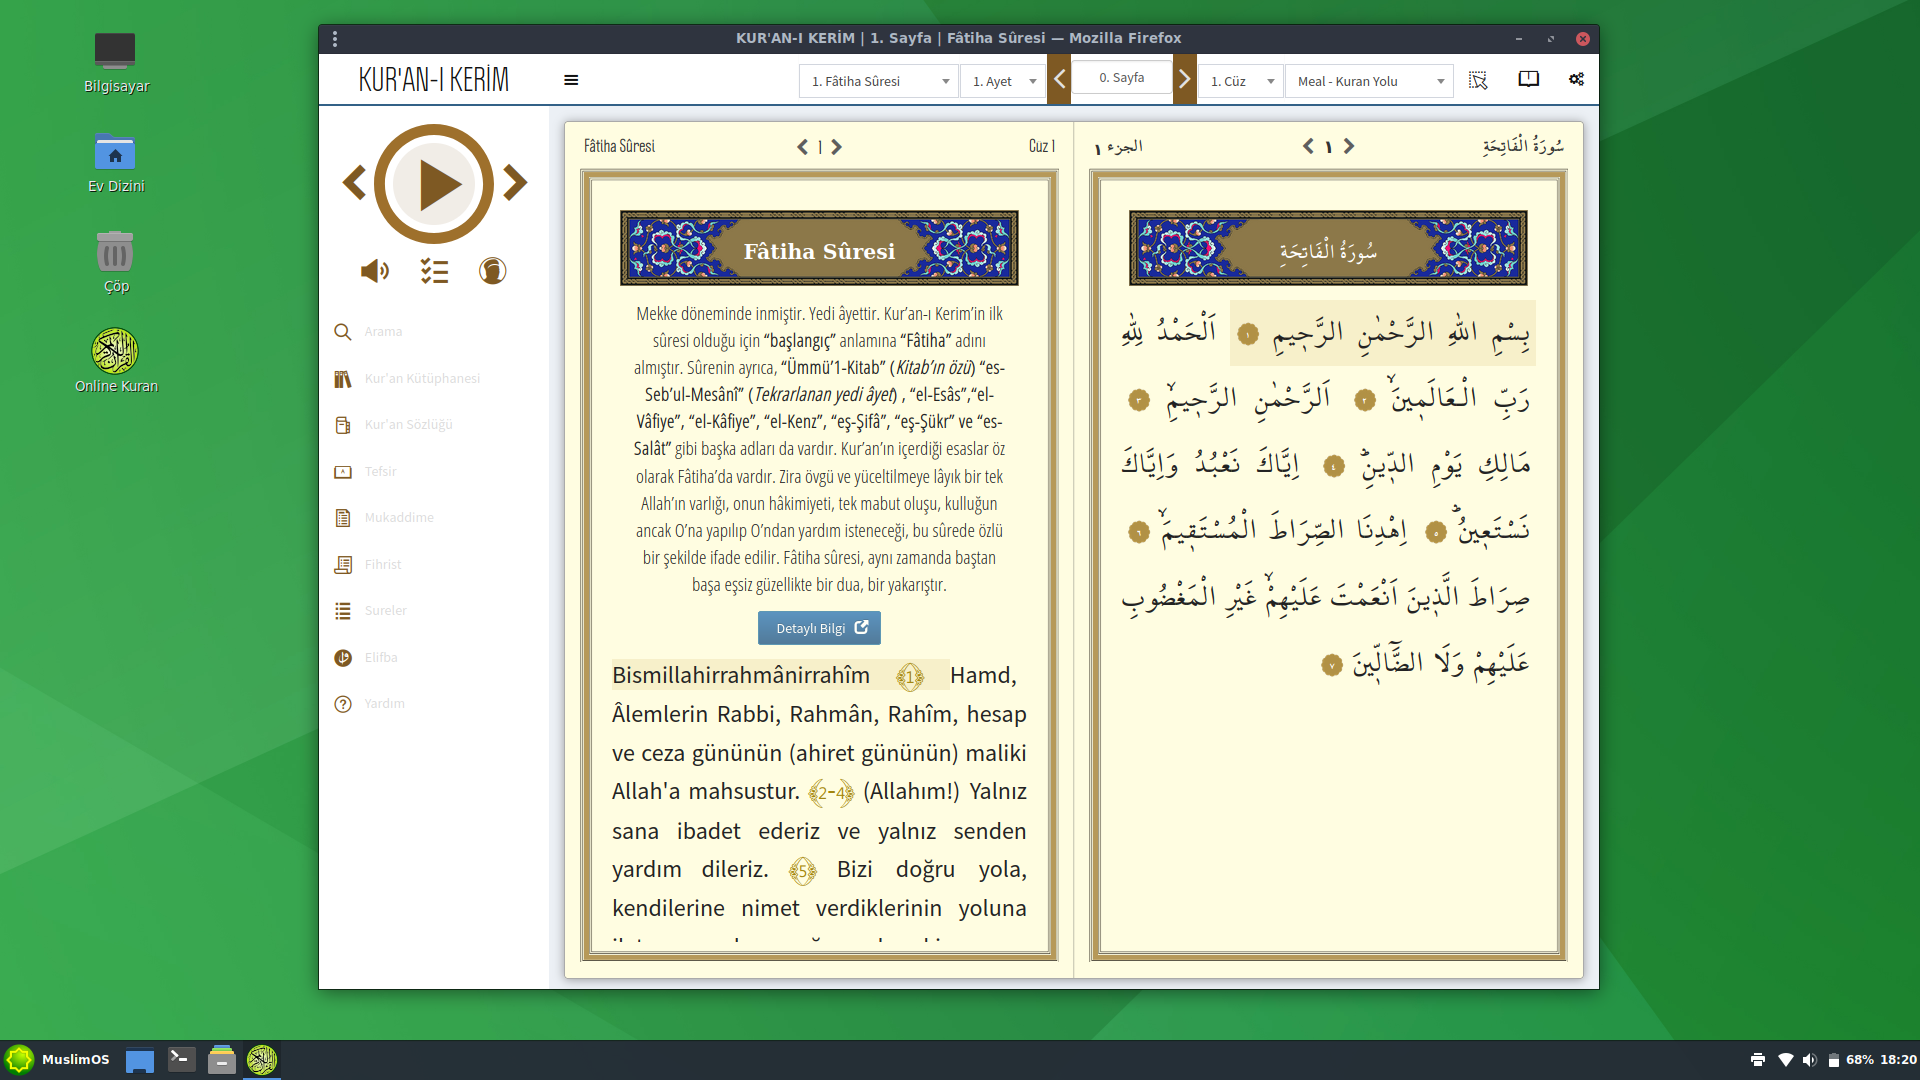 Bilgisayar
Ev Dizini
Çöp
Online Kuran
KUR'AN-I KERİM | 1. Sayfa | Fâtiha Sûresi — Mozilla Firefox
KUR'AN-I KERİM
1. Fâtiha Sûresi
1. Ayet
0. Sayfa
1. Cüz
Meal - Kuran Yolu
Arama
Kur'an Kütüphanesi
Kur'an Sözlüğü
Tefsir
Mukaddime
Fihrist
Sureler
Elifba
Yardım
Fâtiha Sûresi
1
Cuz 1
Fâtiha Sûresi
Mekke döneminde inmiştir. Yedi âyettir. Kur’an-ı Kerim’in ilk
sûresi olduğu için “başlangıç” anlamına “Fâtiha” adını
almıştır. Sûrenin ayrıca, “Ümmü’1-Kitab” (Kitab’ın özü) “es-
Seb’ul-Mesânî” (Tekrarlanan yedi âyet) , “el-Esâs”,“el-
Vâfiye”, “el-Kâfiye”, “el-Kenz”, “eş-Şifâ”, “eş-Şükr” ve “es-
Salât” gibi başka adları da vardır. Kur’an’ın içerdiği esaslar öz
olarak Fâtiha’da vardır. Zira övgü ve yüceltilmeye lâyık bir tek
Allah’ın varlığı, onun hâkimiyeti, tek mabut oluşu, kulluğun
ancak O’na yapılıp O’ndan yardım isteneceği, bu sûrede özlü
bir şekilde ifade edilir. Fâtiha sûresi, aynı zamanda baştan
başa eşsiz güzellikte bir dua, bir yakarıştır.
Detaylı Bilgi
Bismillahirrahmânirrahîm 1 Hamd,
Âlemlerin Rabbi, Rahmân, Rahîm, hesap
ve ceza gününün (ahiret gününün) maliki
Allah'a mahsustur. 2-4 (Allahım!) Yalnız
sana ibadet ederiz ve yalnız senden
yardım dileriz. 5 Bizi doğru yola,
kendilerine nimet verdiklerinin yoluna
سُورَةُ الْفَاتِحَةِ
١
الجزء ١
سُورَةُ الْفَاتِحَةِ
بِسْمِ اللّٰهِ الرَّحْمٰنِ الرَّح۪يمِ ١ اَلْحَمْدُ لِلّٰهِ
رَبِّ الْعَالَم۪ينَۙ ٢ اَلرَّحْمٰنِ الرَّح۪يمِۙ ٣
مَالِكِ يَوْمِ الدّ۪ينِۜ ٤ اِيَّاكَ نَعْبُدُ وَاِيَّاكَ
نَسْتَع۪ينُۜ ٥ اِهْدِنَا الصِّرَاطَ الْمُسْتَق۪يمَۙ ٦
صِرَاطَ الَّذ۪ينَ اَنْعَمْتَ عَلَيْهِمْۙ غَيْرِ الْمَغْضُوبِ
عَلَيْهِمْ وَلَا الضَّٓالّ۪ينَ ٧
MuslimOS
68% 18:20